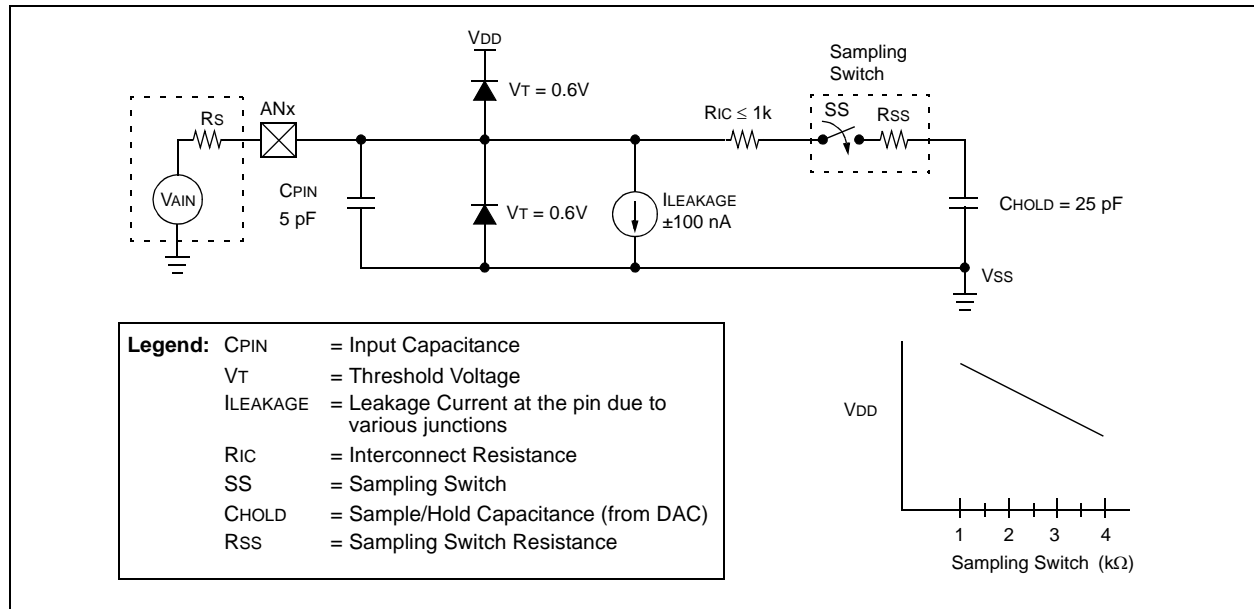 VDD
Sampling
Switch
VT = 0.6V
RS
ANx
RIC ≤ 1k
SS
RSS
VAIN
CPIN
5 pF
VT = 0.6V
ILEAKAGE
±100 nA
CHOLD = 25 pF
VSS
Legend: CPIN = Input Capacitance
VT = Threshold Voltage
ILEAKAGE = Leakage Current at the pin due to
various junctions
RIC = Interconnect Resistance
SS = Sampling Switch
CHOLD = Sample/Hold Capacitance (from DAC)
RSS = Sampling Switch Resistance
VDD
1 2 3 4
Sampling Switch (kΩ)